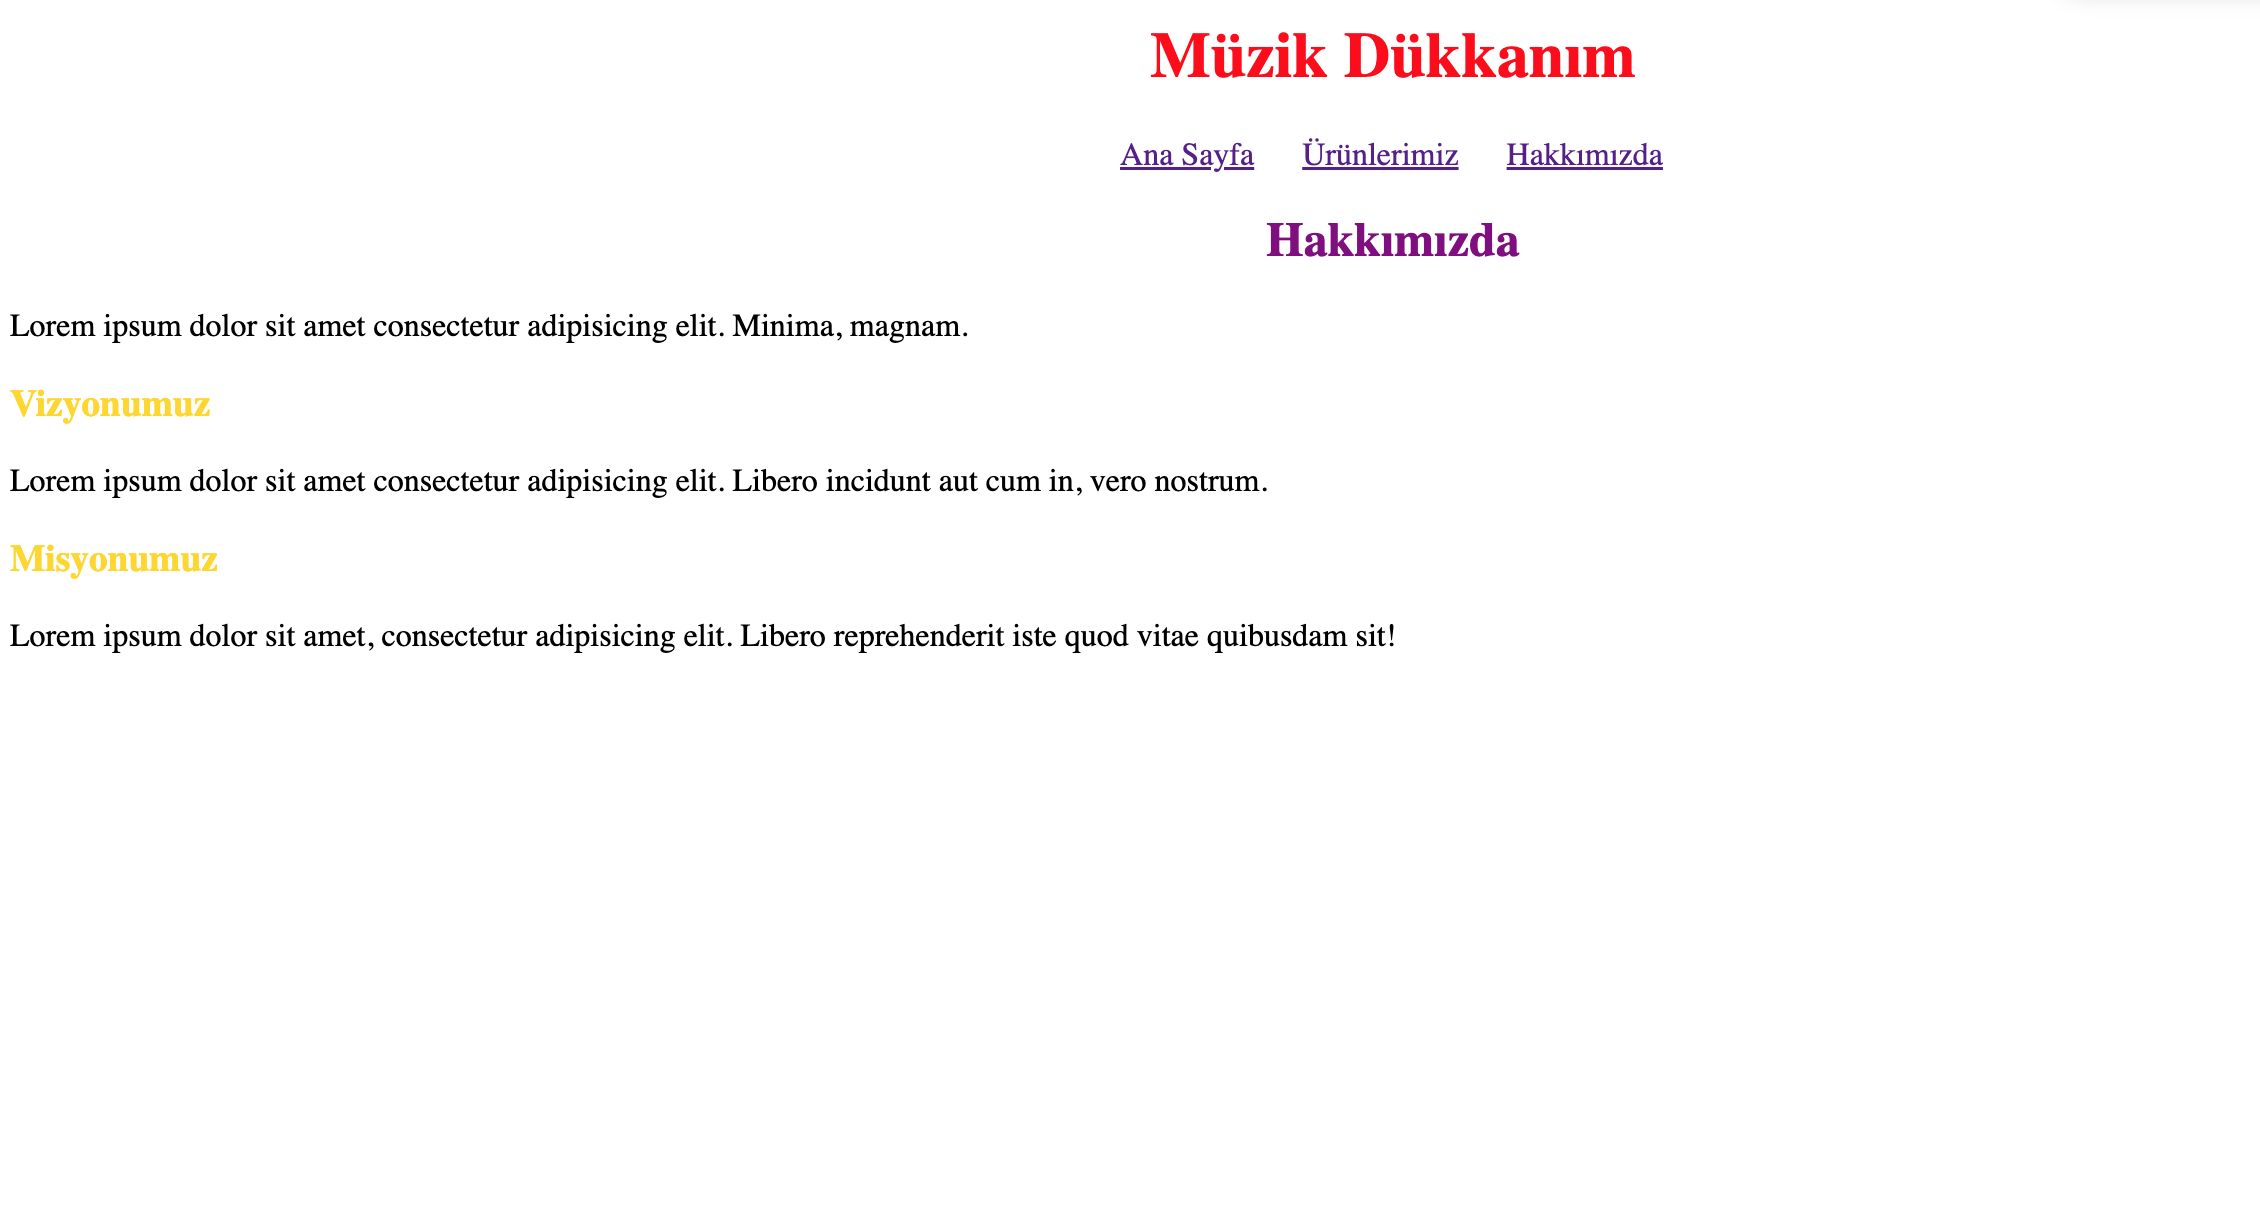 Müzik Dükkanım
Ana Sayfa Ürünlerimiz Hakkımızda
Hakkımızda
Lorem ipsum dolor sit amet consectetur adipisicing elit. Minima, magnam.
Vizyonumuz
Lorem ipsum dolor sit amet consectetur adipisicing elit. Libero incidunt aut cum in, vero nostrum.
Misyonumuz
Lorem ipsum dolor sit amet, consectetur adipisicing elit. Libero reprehenderit iste quod vitae quibusdam sit!